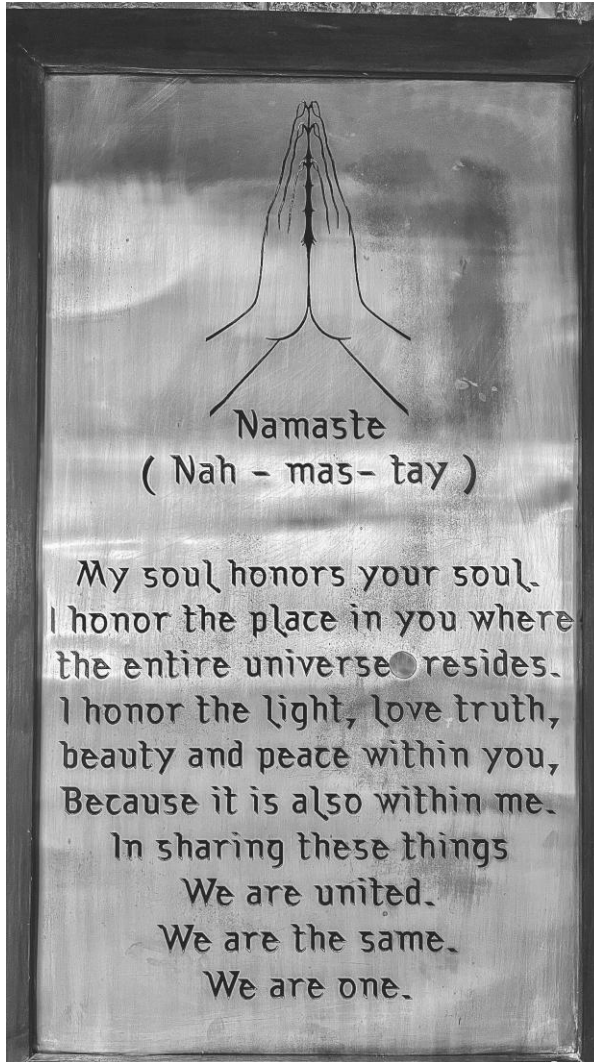 Namaste
( Nah - mas- tay )
My soul honors your soul.
I honor the place in you where
the entire universe resides.
I honor the light, love truth,
beauty and peace within you,
Because it is also within me.
In sharing these things
We are united.
We are the same.
We are one.